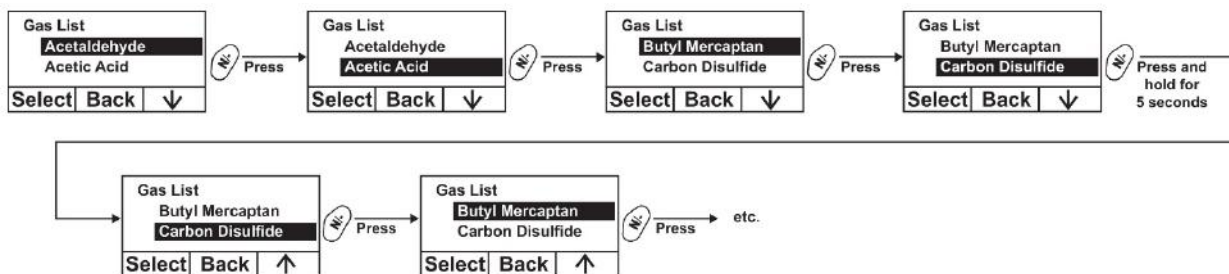 Gas List
Acetaldehyde
Acetic Acid
Select Back ↓
N/-
Press
Gas List
Acetaldehyde
Acetic Acid
Select Back ↓
N/-
Press
Gas List
Butyl Mercaptan
Carbon Disulfide
Select Back ↓
N/-
Press
Gas List
Butyl Mercaptan
Carbon Disulfide
Select Back ↓
N/-
Press and
hold for
5 seconds
Gas List
Butyl Mercaptan
Carbon Disulfide
Select Back ↑
N/-
Press
Gas List
Butyl Mercaptan
Carbon Disulfide
Select Back ↑
N/-
Press
etc.